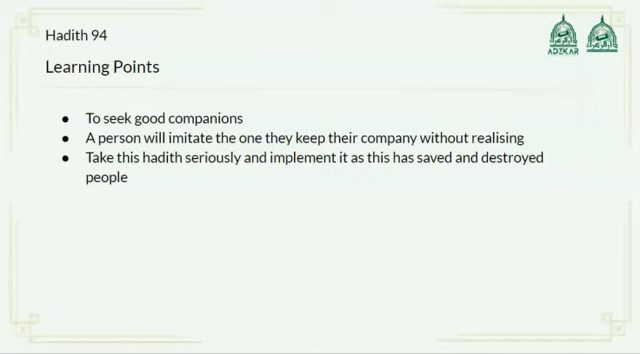 Hadith 94
ADZKAR
Learning Points
● To seek good companions
● A person will imitate the one they keep their company without realising
● Take this hadith seriously and implement it as this has saved and destroyed
people